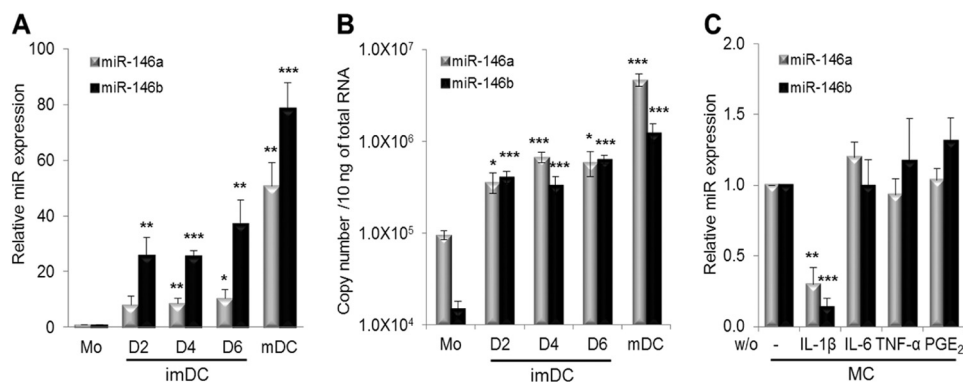 A
Relative miR expression
100
80
60
40
20
0
miR-146a
miR-146b
**
***
**
*
**
**
***
Mo
D2
D4
D6
mDC
imDC
B
Copy number /10 ng of total RNA
1.0X10⁷
1.0X10⁶
1.0X10⁵
1.0X10⁴
miR-146a
miR-146b
*
***
***
***
*
***
***
***
Mo
D2
D4
D6
mDC
imDC
C
Relative miR expression
2.0
1.5
1.0
0.5
0.0
miR-146a
miR-146b
**
***
w/o
-
IL-1β
IL-6
TNF-α
PGE₂
MC